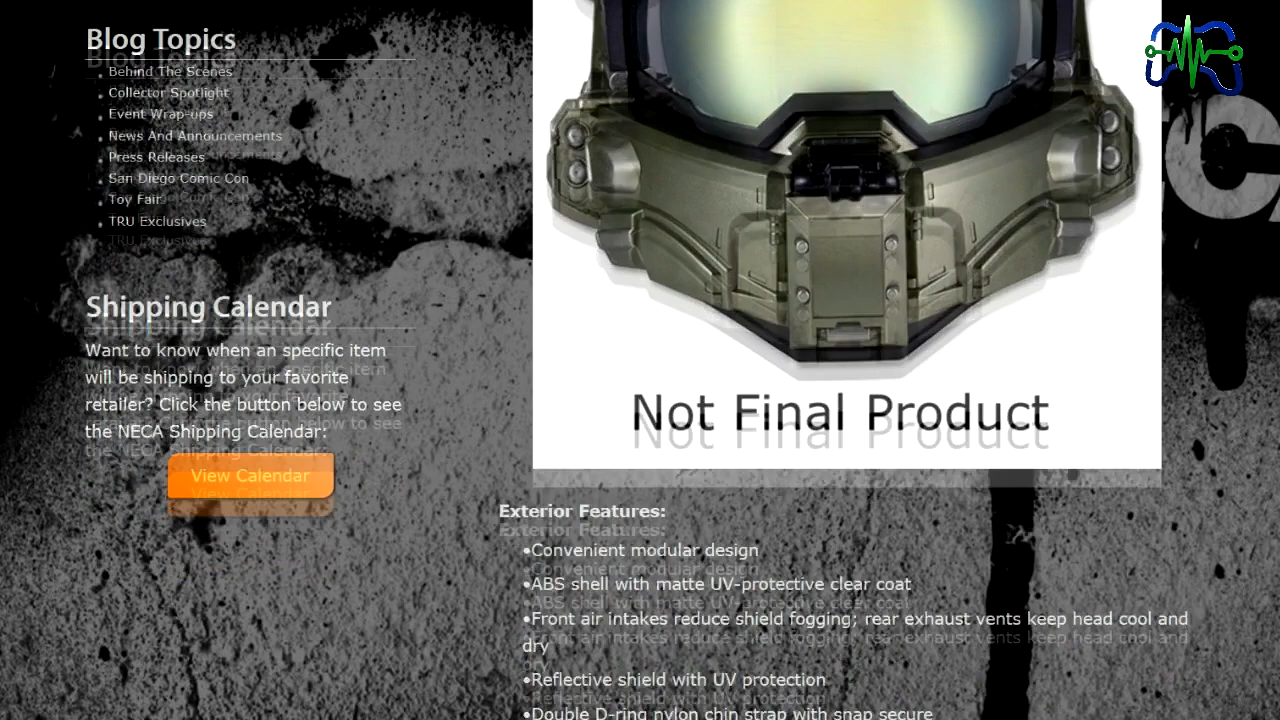 Blog Topics
Behind The Scenes
Collector Spotlight
Event Wrap-ups
News And Announcements
Press Releases
San Diego Comic Con
Toy Fair
TRU Exclusives
Shipping Calendar
Want to know when an specific item
will be shipping to your favorite
retailer? Click the button below to see
the NECA Shipping Calendar:
View Calendar
Not Final Product
Exterior Features:
•Convenient modular design
•ABS shell with matte UV-protective clear coat
•Front air intakes reduce shield fogging; rear exhaust vents keep head cool and
dry
•Reflective shield with UV protection
•Double D-ring nylon chin strap with snap secure